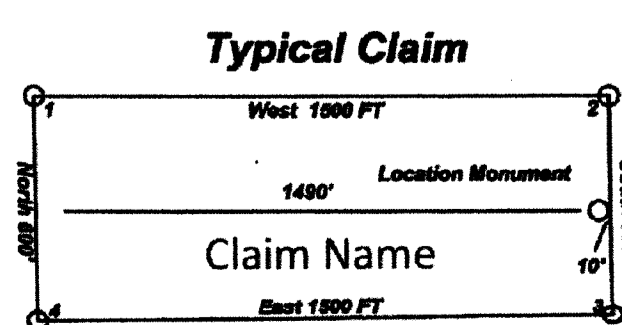 Typical Claim
1
West 1500 FT
2
North 600'
Location Monument
1490'
Claim Name
10'
4
East 1500 FT
3